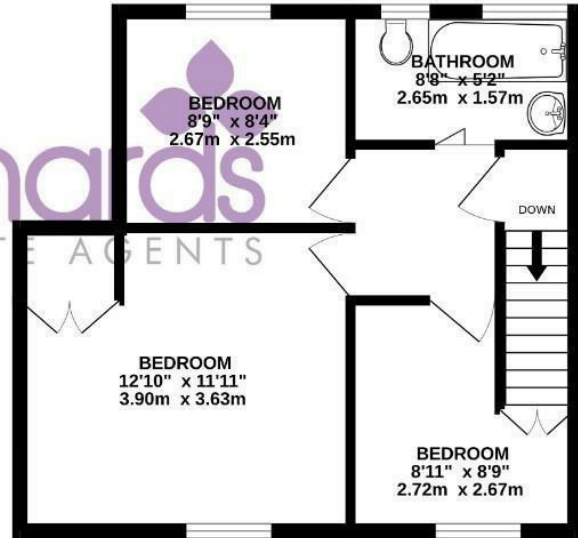 BEDROOM
8'9" x 8'4"
2.67m x 2.55m
BATHROOM
8'8" x 5'2"
2.65m x 1.57m
DOWN
AGENTS
BEDROOM
12'10" x 11'11"
3.90m x 3.63m
BEDROOM
8'11" x 8'9"
2.72m x 2.67m